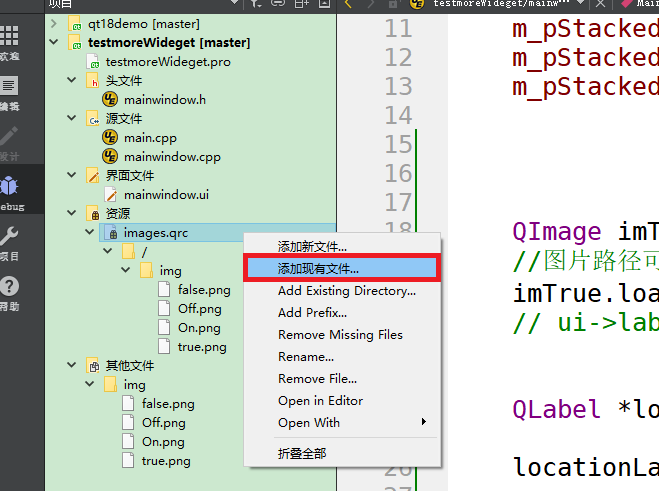 项目
testmoreWideget/mainw
欢迎
编辑
设计
ebug
项目
帮助
qt18demo [master]
testmoreWideget [master]
testmoreWideget.pro
头文件
mainwindow.h
源文件
main.cpp
mainwindow.cpp
界面文件
mainwindow.ui
资源
images.qrc
/
img
false.png
Off.png
On.png
true.png
其他文件
img
false.png
Off.png
On.png
true.png
添加新文件...
添加现有文件...
Add Existing Directory...
Add Prefix...
Remove Missing Files
Rename...
Remove File...
Open in Editor
Open With
折叠全部
11 m_pStacked
12 m_pStacked
13 m_pStacked
14
15
16
17
18 QImage imT
//图片路径可
imTrue.loa
// ui->lab
QLabel *lo
26 locationLa